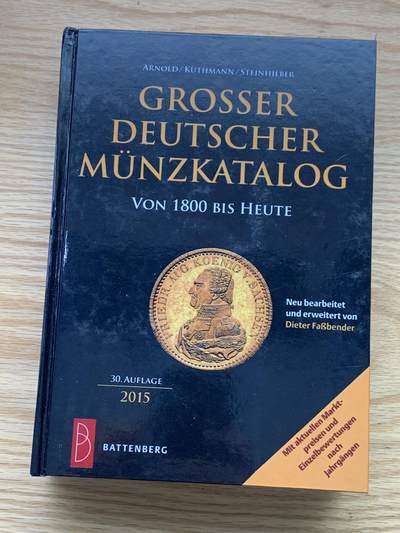 ARNOLD / KÜTHMANN / STEINHILBER
GROSSER
DEUTSCHER
MÜNZKATALOG
VON 1800 BIS HEUTE
Neu bearbeitet
und erweitert von
Dieter Faßbender
30. AUFLAGE
2015
Mit aktuellen Markt-
preisen und
Einzelbewertungen
nach
Jahrgängen
BATTENBERG